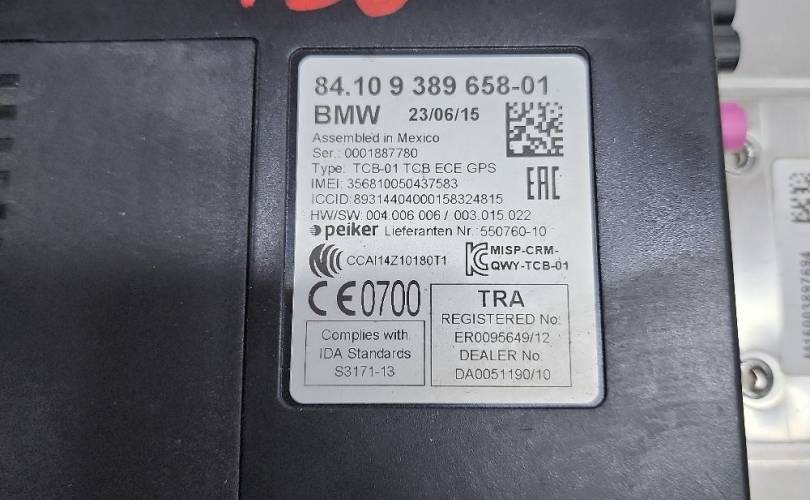 84.10 9 389 658-01
BMW 23/06/15
Assembled in Mexico
Ser.: 0001887780
Type: TCB-01 TCB ECE GPS
IMEI: 356810050437583
ICCID: 89314404000158324815
HW/SW: 004.006.006 / 003.015.022
peiker Lieferanten Nr.: 550760-10
EAC
CCAI14Z10180T1
MISP-CRM-
QWY-TCB-01
CE0700
Complies with
IDA Standards
S3171-13
TRA
REGISTERED No:
ER0095649/12
DEALER No:
DA0051190/10